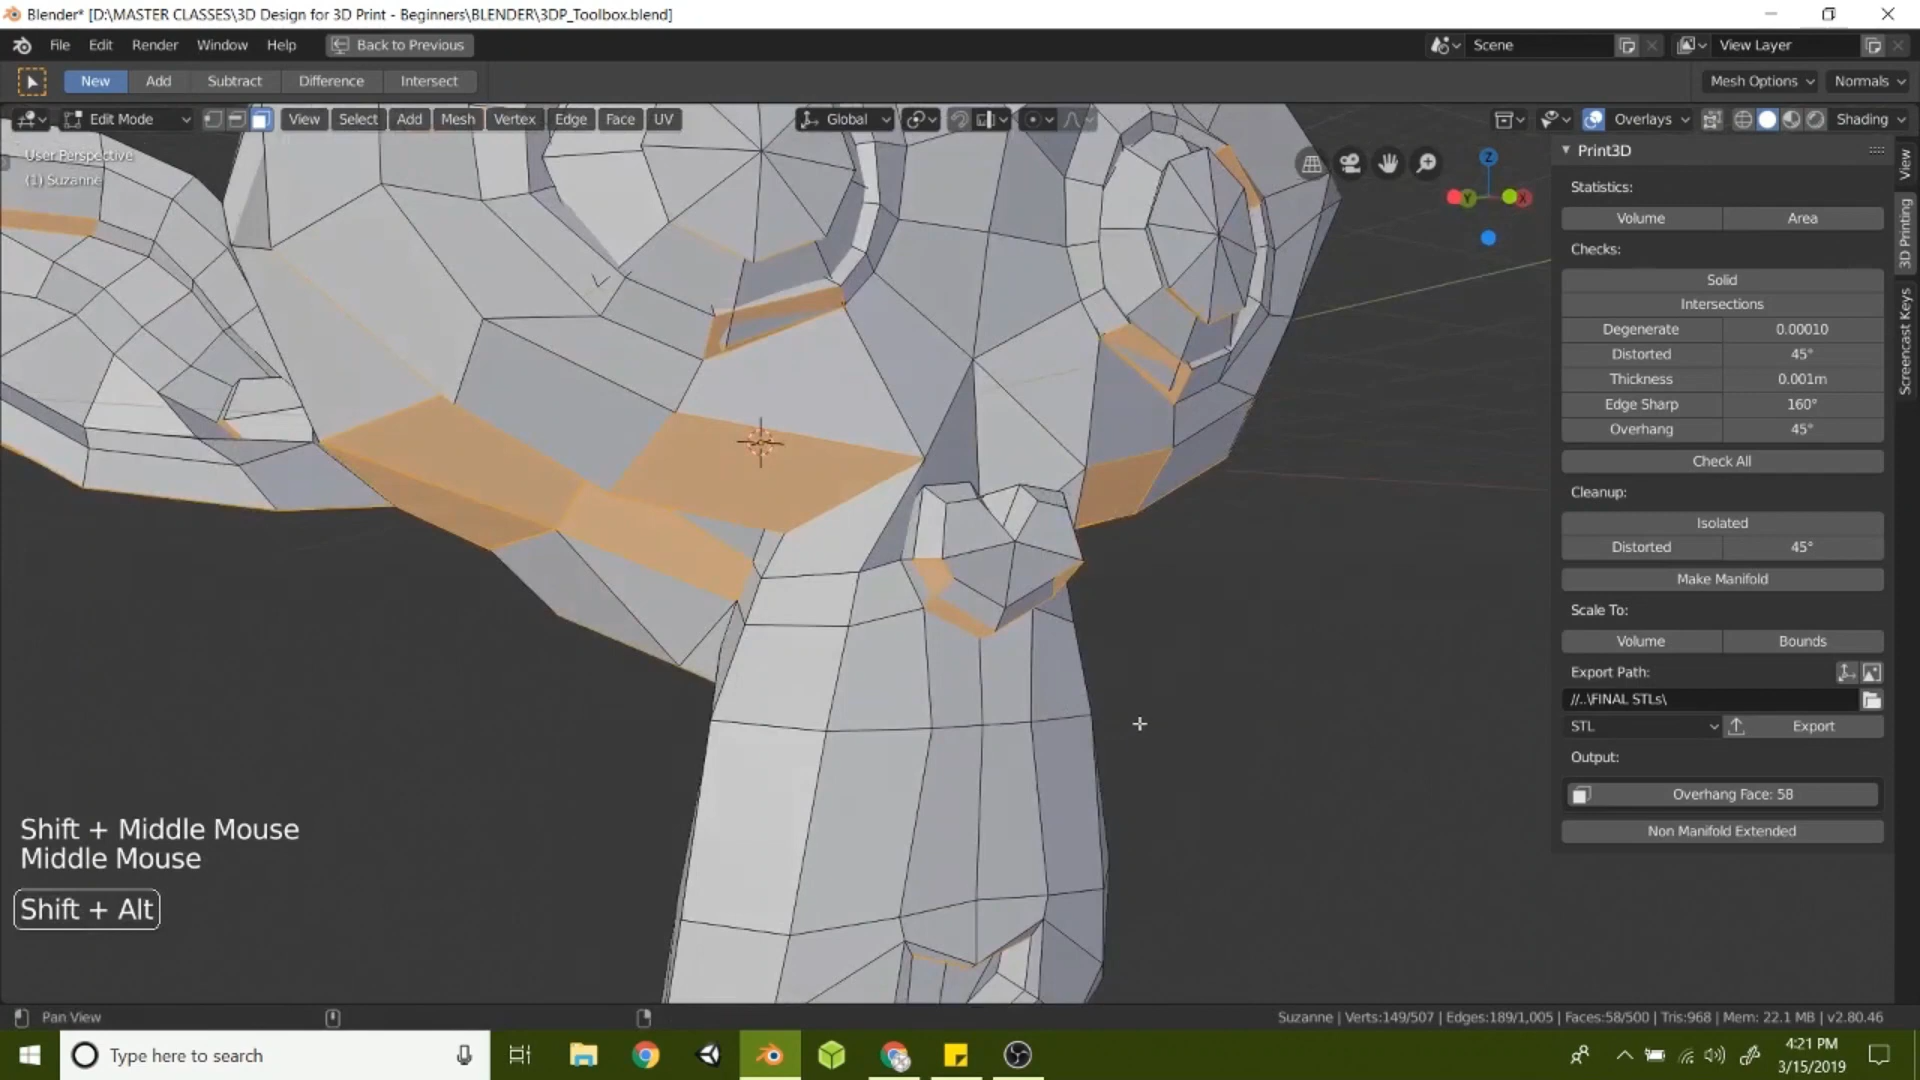 Blender* [D:\MASTER CLASSES\3D Design for 3D Print - Beginners\BLENDER\3DP_Toolbox.blend]
File Edit Render Window Help Back to Previous Scene View Layer
New Add Subtract Difference Intersect Mesh Options Normals
Edit Mode View Select Add Mesh Vertex Edge Face UV Global Overlays Shading
User Perspective
(1) Suzanne
Z
Y
X
Print3D
Statistics:
Volume Area
Checks:
Solid
Intersections
Degenerate 0.00010
Distorted 45°
Thickness 0.001m
Edge Sharp 160°
Overhang 45°
Check All
Cleanup:
Isolated
Distorted 45°
Make Manifold
Scale To:
Volume Bounds
Export Path:
//..\FINAL STLs\
STL Export
Output:
Overhang Face: 58
Non Manifold Extended
View
3D Printing
Screencast Keys
Shift + Middle Mouse
Middle Mouse
Shift + Alt
Pan View
Suzanne | Verts:149/507 | Edges:189/1,005 | Faces:58/500 | Tris:968 | Mem: 22.1 MB | v2.80.46
Type here to search
4:21 PM
3/15/2019